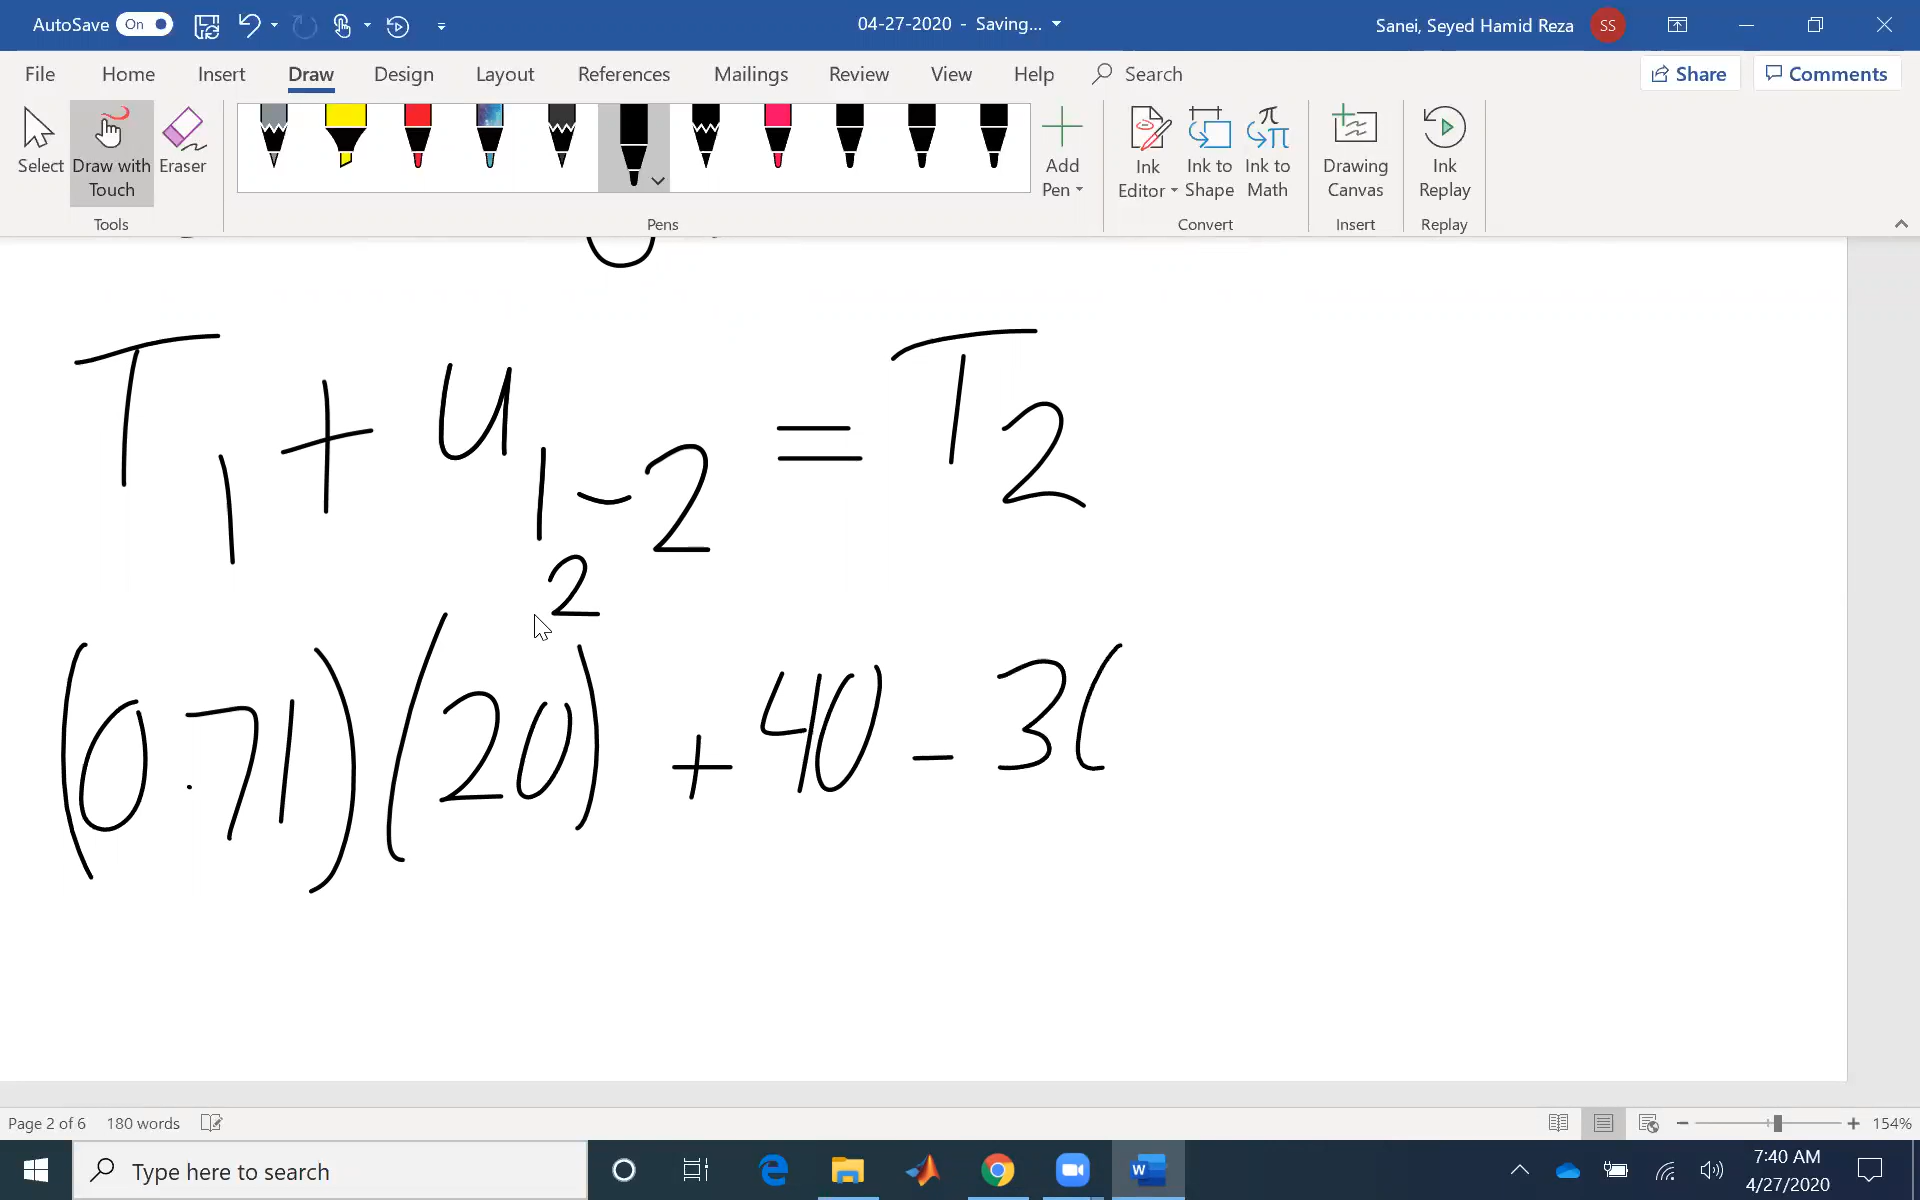 AutoSave On 04-27-2020 - Saving... Sanei, Seyed Hamid Reza SS
File Home Insert Draw Design Layout References Mailings Review View Help Search Share Comments
Select Draw with Touch Eraser Add Pen Ink Editor Ink to Shape Ink to Math Drawing Canvas Ink Replay
Tools Pens Convert Insert Replay
T₁ + U₁₋₂ = T₂
(0.71)(20)² + 40 - 3(
Page 2 of 6 180 words 154%
Type here to search 7:40 AM
4/27/2020